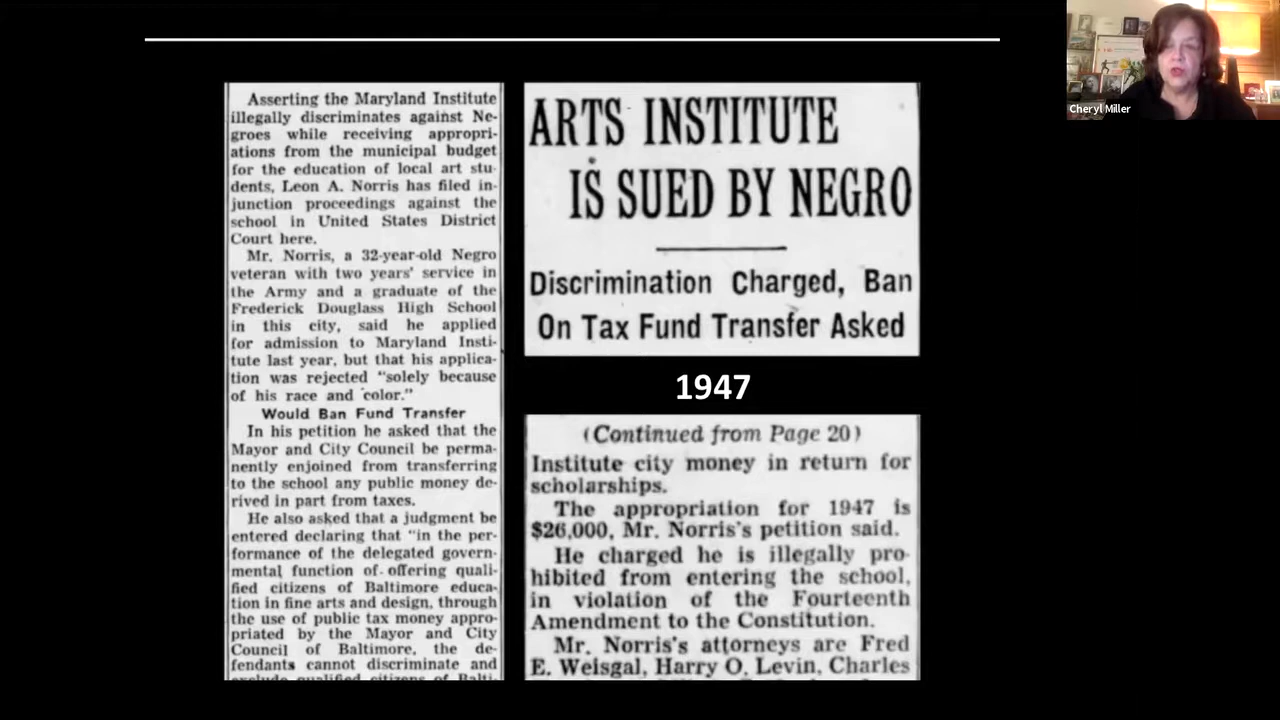 Asserting the Maryland Institute
illegally discriminates against Ne-
groes while receiving appropri-
ations from the municipal budget
for the education of local art stu-
dents, Leon A. Norris has filed in-
junction proceedings against the
school in United States District
Court here.
Mr. Norris, a 32-year-old Negro
veteran with two years' service in
the Army and a graduate of the
Frederick Douglass High School
in this city, said he applied
for admission to Maryland Insti-
tute last year, but that his applica-
tion was rejected "solely because
of his race and color."
Would Ban Fund Transfer
In his petition he asked that the
Mayor and City Council be perma-
nently enjoined from transferring
to the school any public money de-
rived in part from taxes.
He also asked that a judgment be
entered declaring that "in the per-
formance of the delegated govern-
mental function of offering quali-
fied citizens of Baltimore educa-
tion in fine arts and design, through
the use of public tax money appro-
priated by the Mayor and City
Council of Baltimore, the de-
fendants cannot discriminate and
ARTS INSTITUTE
IS SUED BY NEGRO
Discrimination Charged, Ban
On Tax Fund Transfer Asked
1947
(Continued from Page 20)
Institute city money in return for
scholarships.
The appropriation for 1947 is
$26,000, Mr. Norris's petition said.
He charged he is illegally pro-
hibited from entering the school,
in violation of the Fourteenth
Amendment to the Constitution.
Mr. Norris's attorneys are Fred
E. Weisgal, Harry O. Levin, Charles
Cheryl Miller